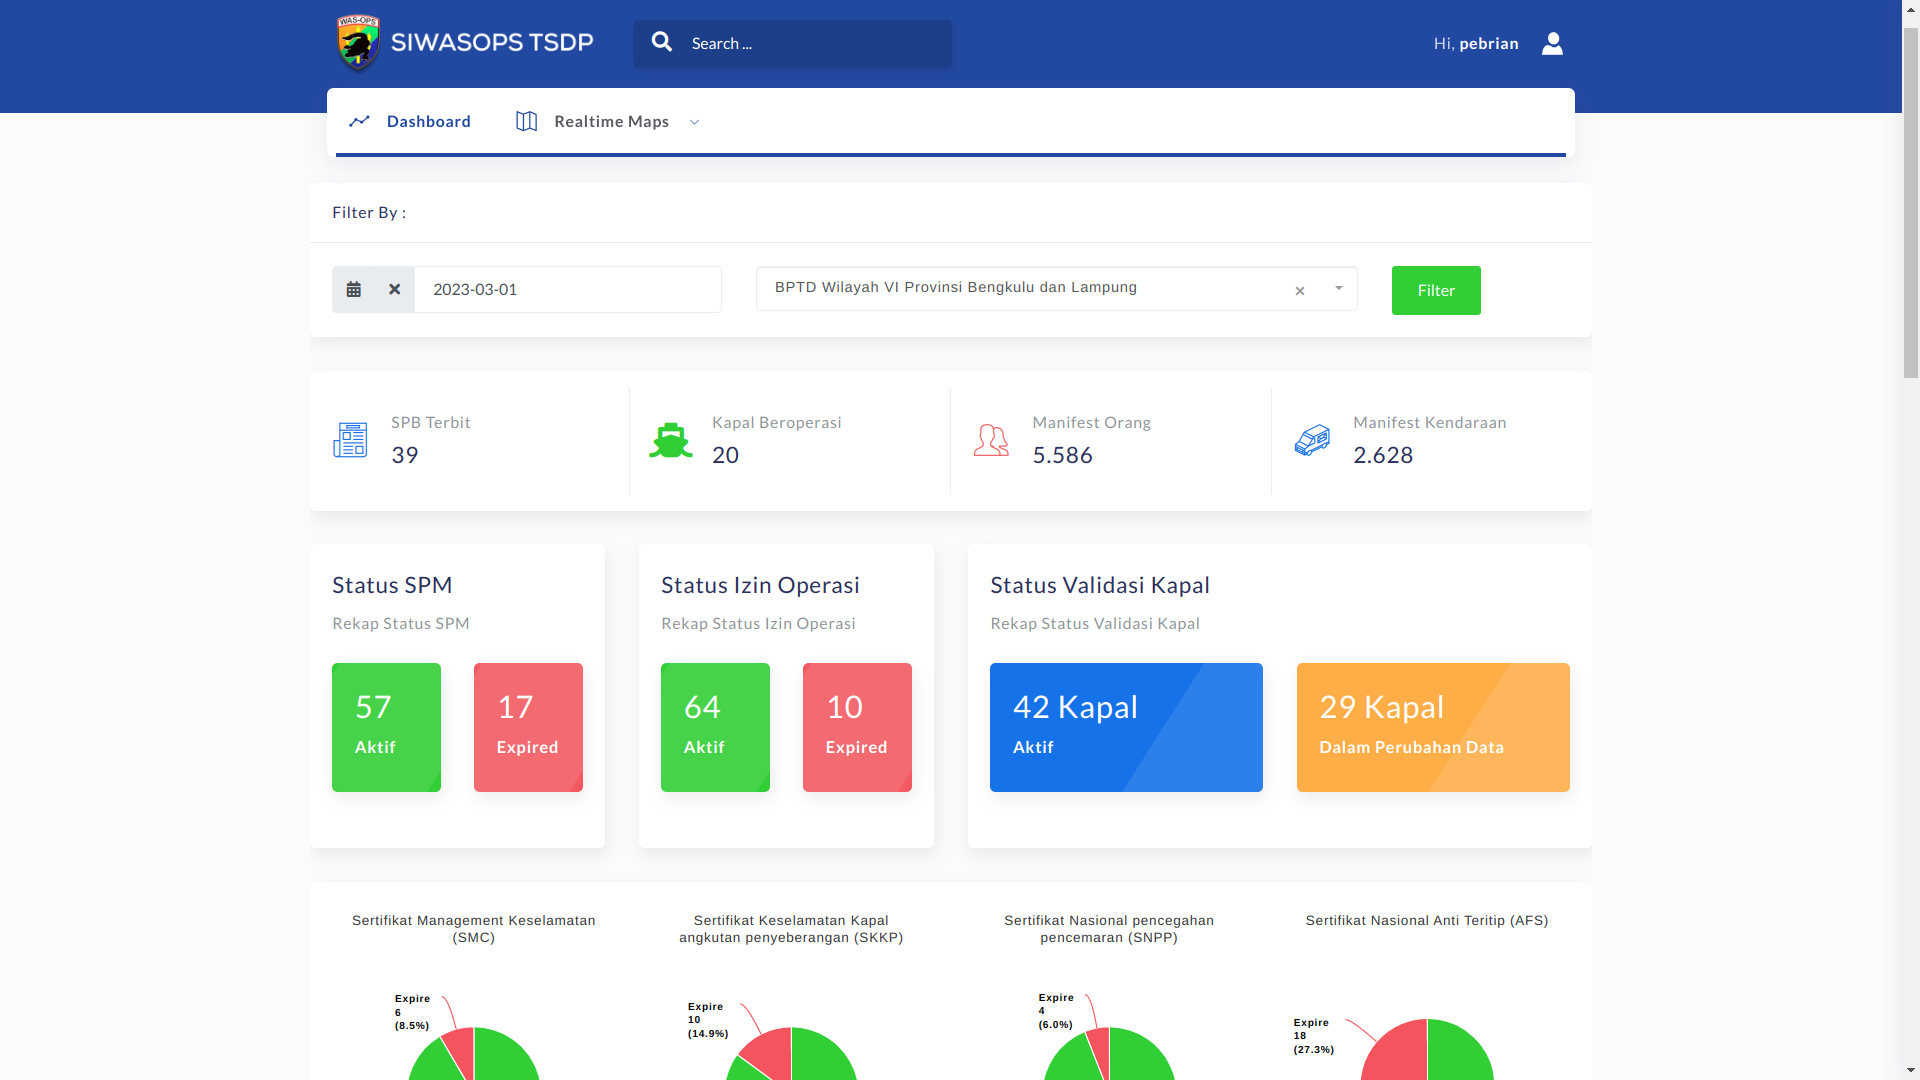 WAS-OPS
SIWASOPS TSDP
Search ...
Hi, pebrian
Dashboard
Realtime Maps
Filter By :
2023-03-01
BPTD Wilayah VI Provinsi Bengkulu dan Lampung
×
Filter
SPB Terbit
39
Kapal Beroperasi
20
Manifest Orang
5.586
Manifest Kendaraan
2.628
Status SPM
Rekap Status SPM
57
Aktif
17
Expired
Status Izin Operasi
Rekap Status Izin Operasi
64
Aktif
10
Expired
Status Validasi Kapal
Rekap Status Validasi Kapal
42 Kapal
Aktif
29 Kapal
Dalam Perubahan Data
Sertifikat Management Keselamatan
(SMC)
Expire
6
(8.5%)
Sertifikat Keselamatan Kapal
angkutan penyeberangan (SKKP)
Expire
10
(14.9%)
Sertifikat Nasional pencegahan
pencemaran (SNPP)
Expire
4
(6.0%)
Sertifikat Nasional Anti Teritip (AFS)
Expire
18
(27.3%)